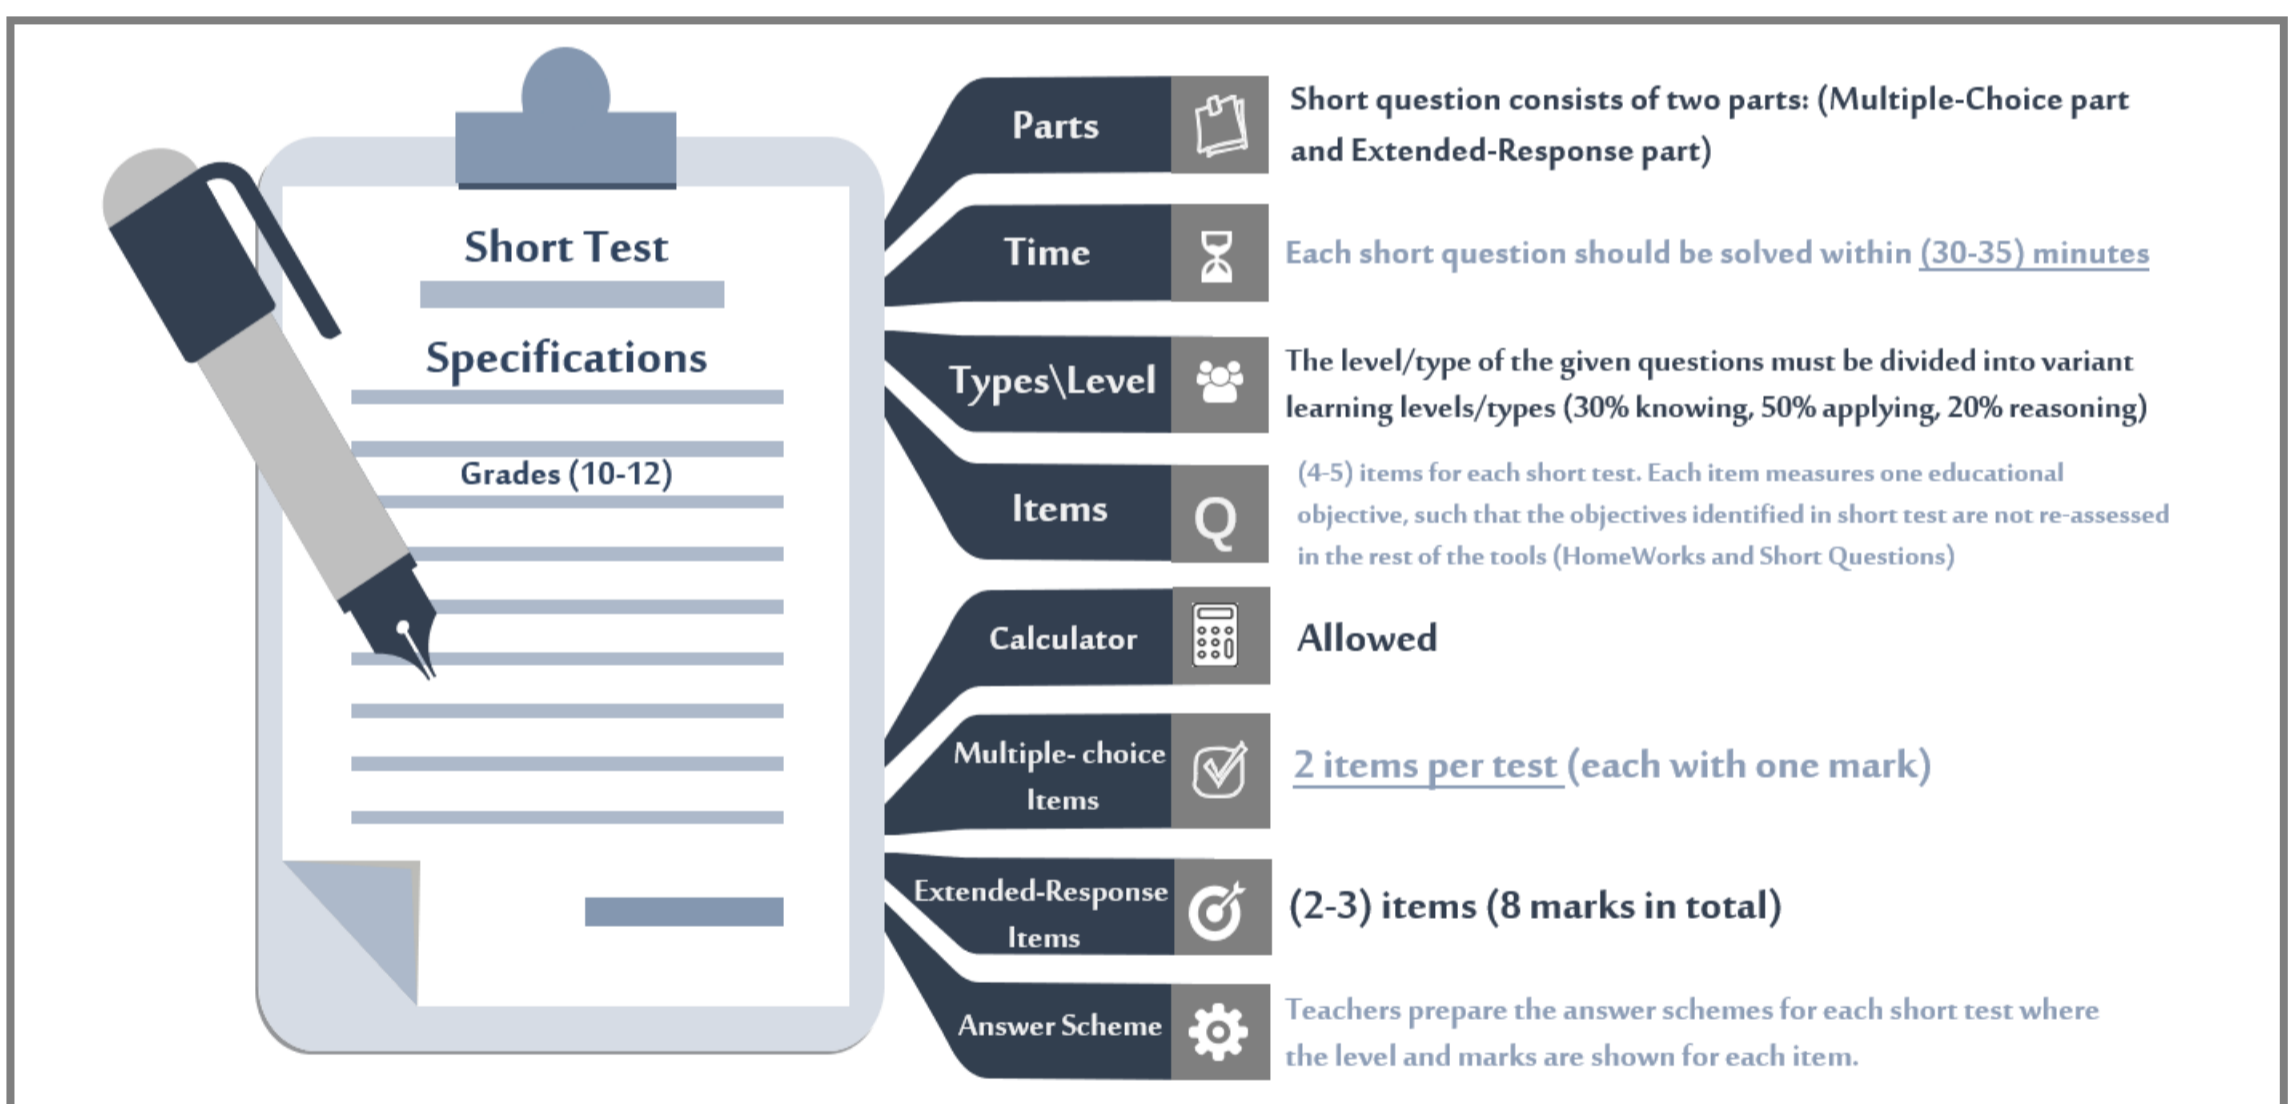 Short Test
Specifications
Grades (10-12)
Parts
Short question consists of two parts: (Multiple-Choice part
and Extended-Response part)
Time
Each short question should be solved within (30-35) minutes
Types\Level
The level/type of the given questions must be divided into variant
learning levels/types (30% knowing, 50% applying, 20% reasoning)
Items
Q
(4-5) items for each short test. Each item measures one educational
objective, such that the objectives identified in short test are not re-assessed
in the rest of the tools (HomeWorks and Short Questions)
Calculator
Allowed
Multiple- choice
Items
2 items per test (each with one mark)
Extended-Response
Items
(2-3) items (8 marks in total)
Answer Scheme
Teachers prepare the answer schemes for each short test where
the level and marks are shown for each item.